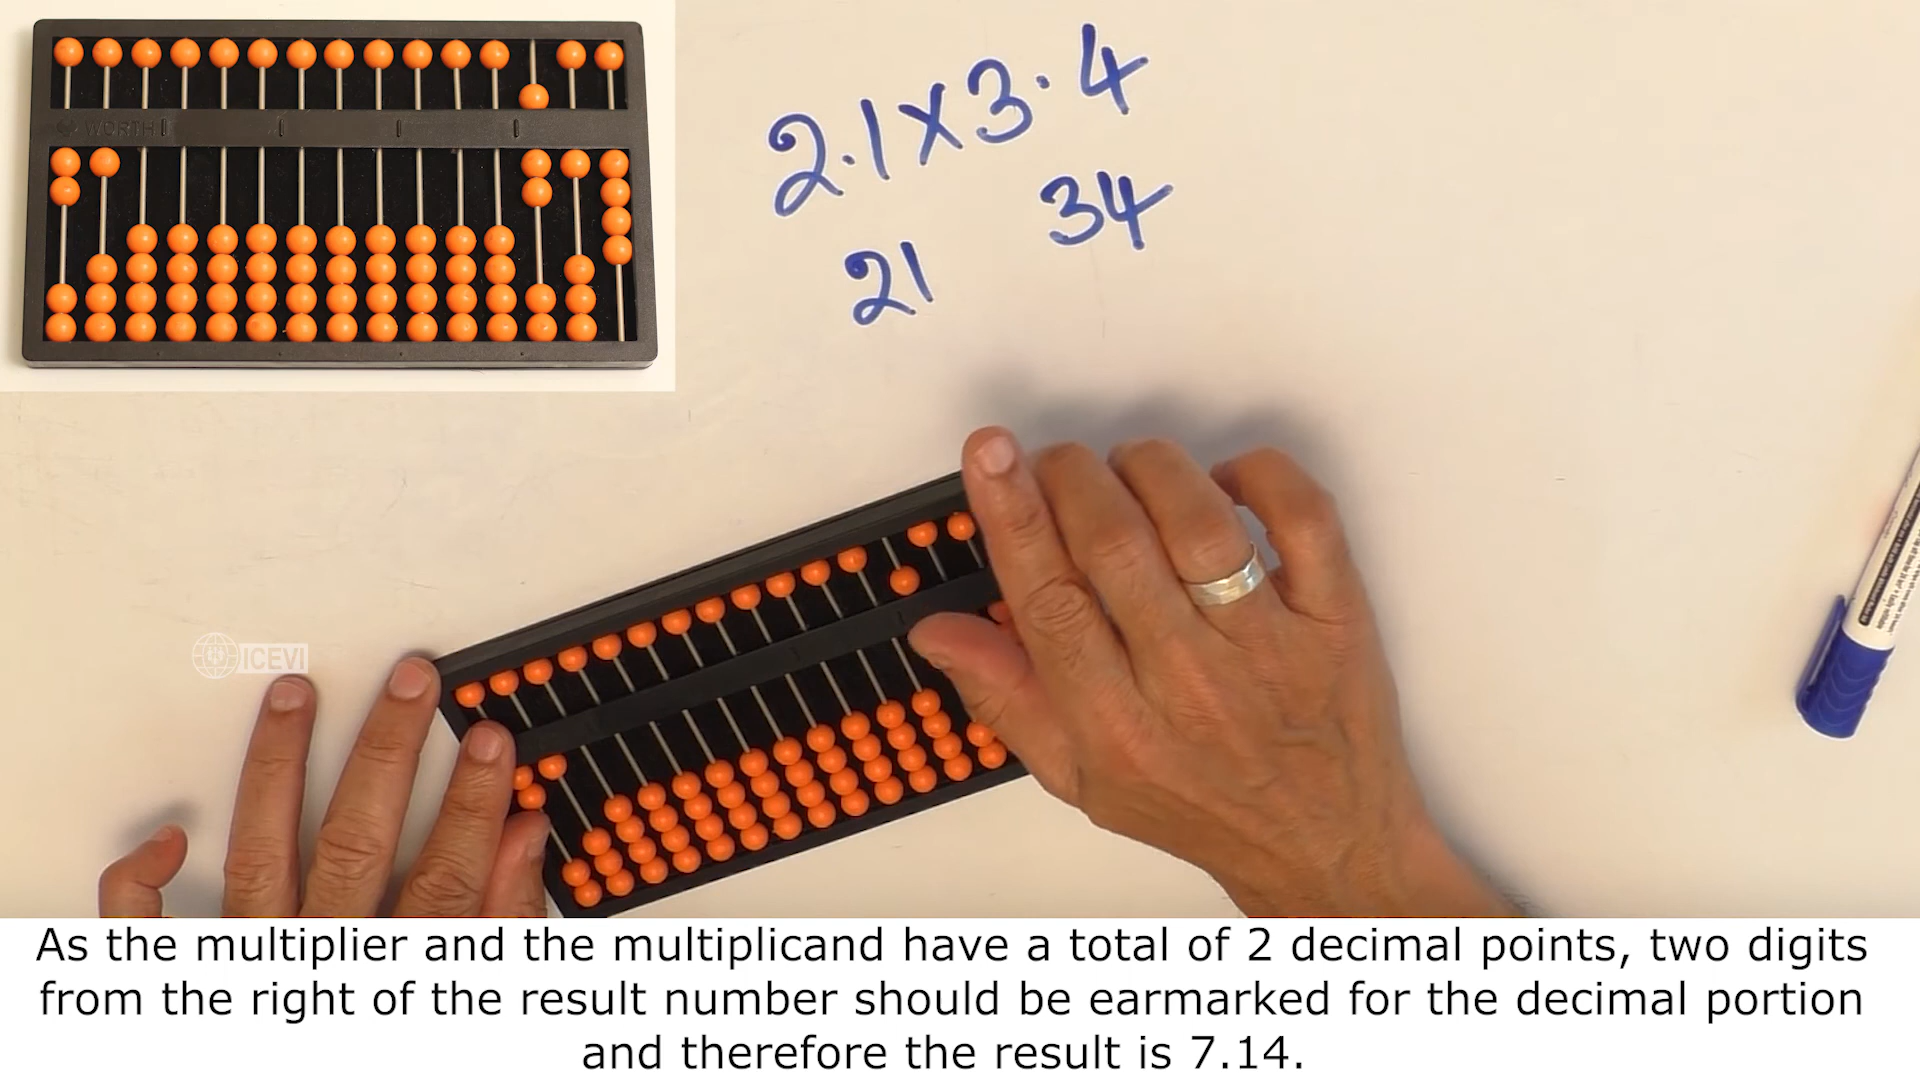 WORTH
2.1×3.4
34
21
ICEVI
As the multiplier and the multiplicand have a total of 2 decimal points, two digits
from the right of the result number should be earmarked for the decimal portion
and therefore the result is 7.14.